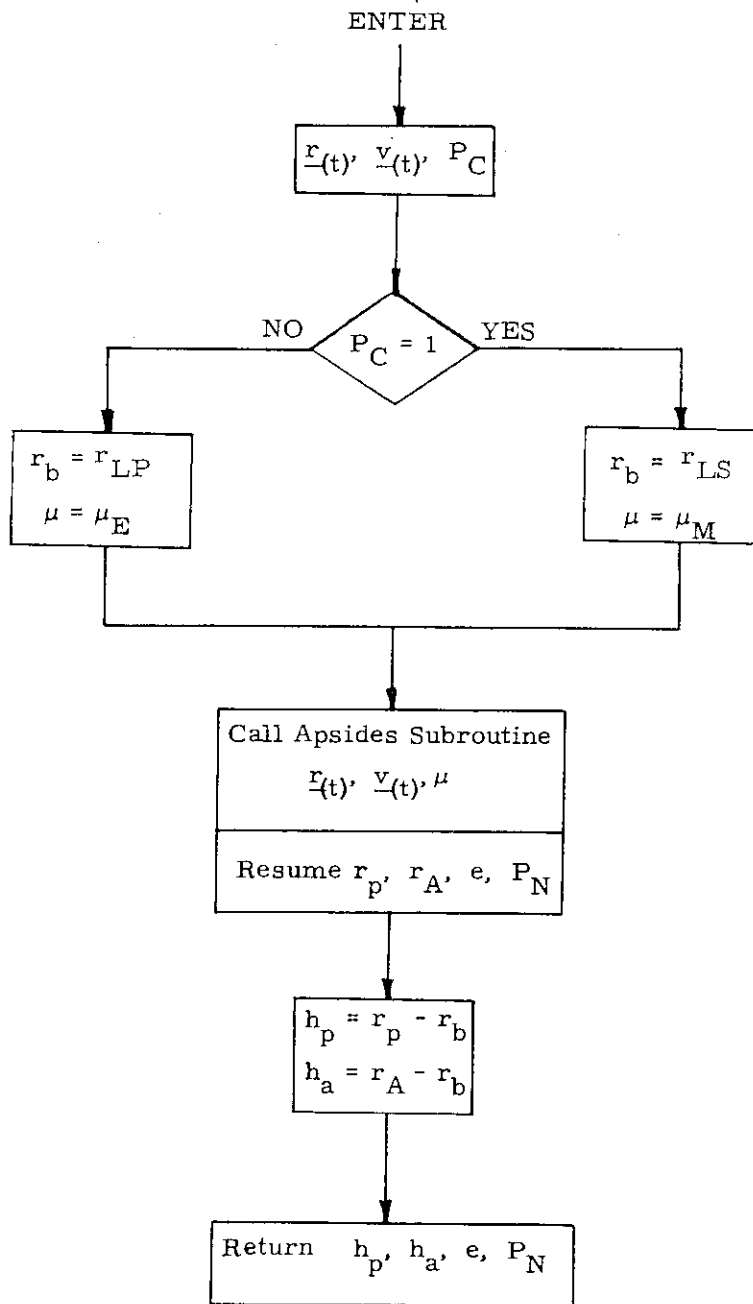 ENTER
r(t), v(t), P_C
NO
P_C = 1
YES
r_b = r_LP
μ = μ_E
r_b = r_LS
μ = μ_M
Call Apsides Subroutine
r(t), v(t), μ
Resume r_p, r_A, e, P_N
h_p = r_p - r_b
h_a = r_A - r_b
Return h_p, h_a, e, P_N